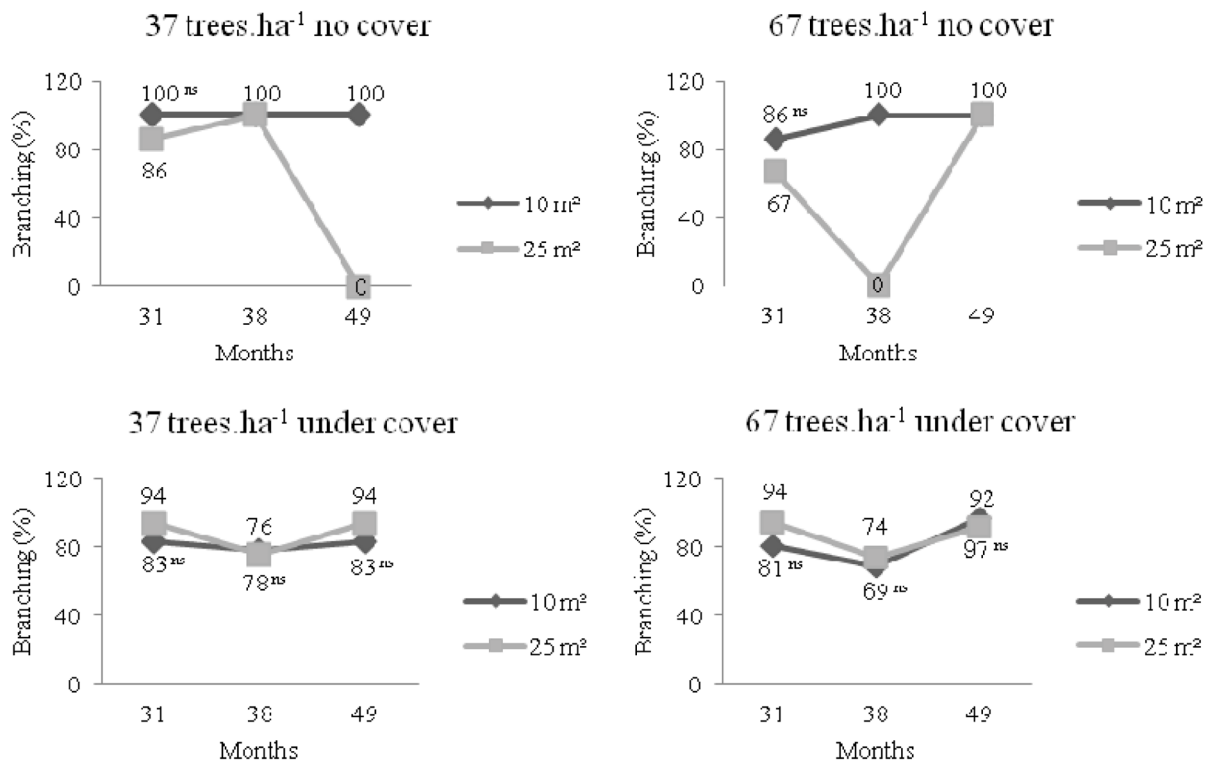 37 trees.ha⁻¹ no cover
120
80
40
0
Branching (%)
100 ns
100
100
86
C
31
38
49
Months
10 m²
25 m²
67 trees.ha⁻¹ no cover
120
80
40
0
Branching (%)
86 ns
100
100
67
0
31
38
49
Months
10 m²
25 m²
37 trees.ha⁻¹ under cover
120
80
40
0
Branching (%)
94
76
94
83 ns
78 ns
83 ns
31
38
49
Months
10 m²
25 m²
67 trees.ha⁻¹ under cover
120
80
40
0
Branching (%)
94
74
92
81 ns
69 ns
97 ns
31
38
49
Months
10 m²
25 m²